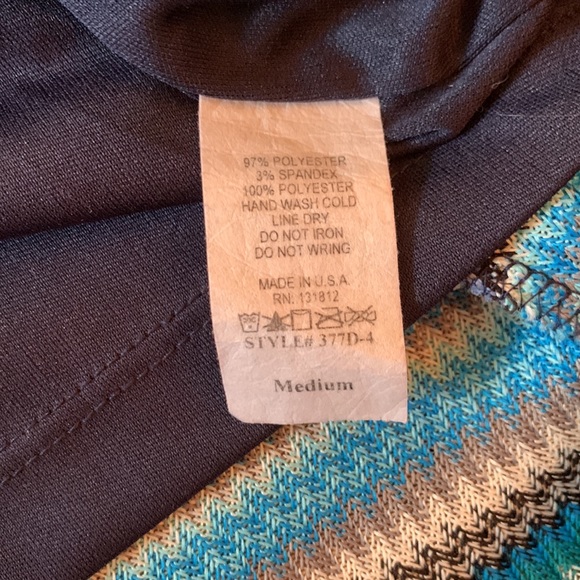 97% POLYESTER
3% SPANDEX
100% POLYESTER
HAND WASH COLD
LINE DRY
DO NOT IRON
DO NOT WRING
MADE IN U.S.A.
RN: 131812
STYLE# 377D-4
Medium